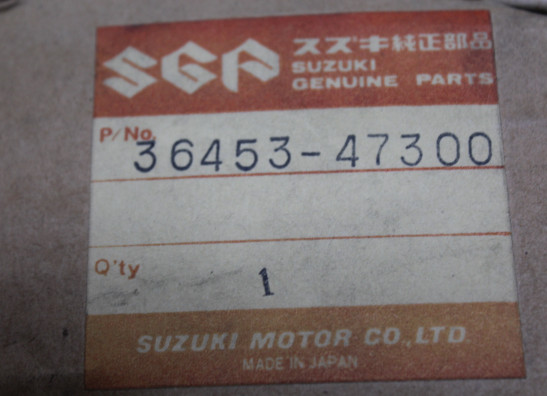 SGP スズキ純正部品
SUZUKI
GENUINE PARTS
P/No. 36453-47300
Q'ty 1
SUZUKI MOTOR CO.,LTD.
MADE IN JAPAN